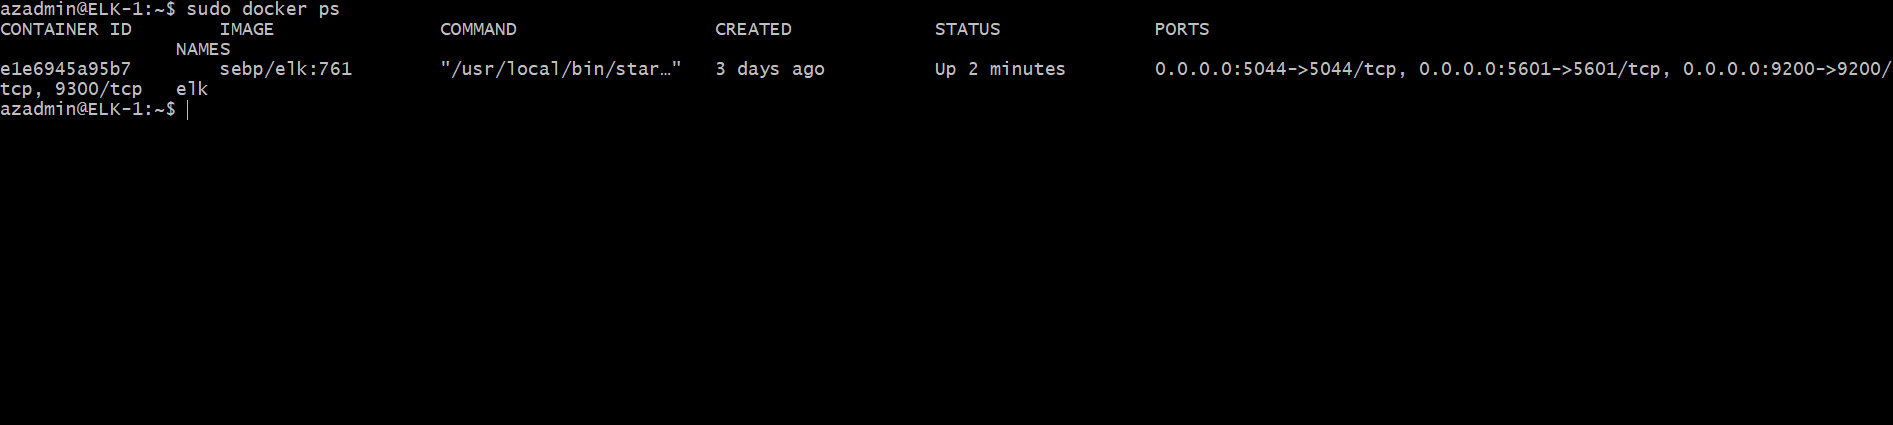 azadmin@ELK-1:~$ sudo docker ps
CONTAINER ID        IMAGE               COMMAND                  CREATED             STATUS              PORTS
                NAMES
e1e6945a95b7        sebp/elk:761        "/usr/local/bin/star…"   3 days ago          Up 2 minutes        0.0.0.0:5044->5044/tcp, 0.0.0.0:5601->5601/tcp, 0.0.0.0:9200->9200/
tcp, 9300/tcp   elk
azadmin@ELK-1:~$